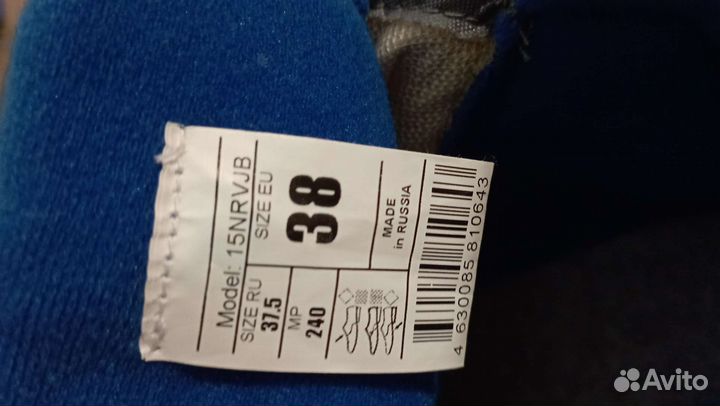 Model: 15NRVJB
SIZE RU
37.5
SIZE EU
38
MP
240
MADE
in RUSSIA
4 630085 810643
Avito